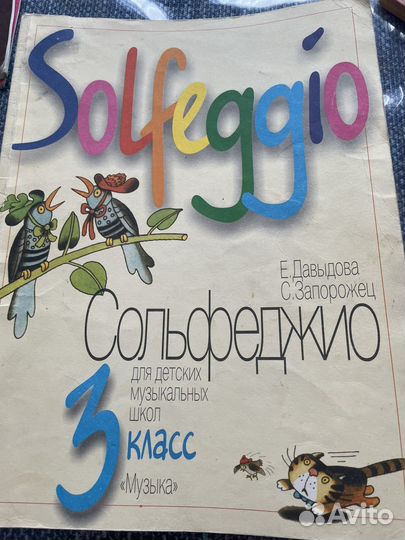 Solfeggio
Е. Давыдова
С. Запорожец
Сольфеджио
для детских
музыкальных
школ
3 класс
«Музыка»
Avito